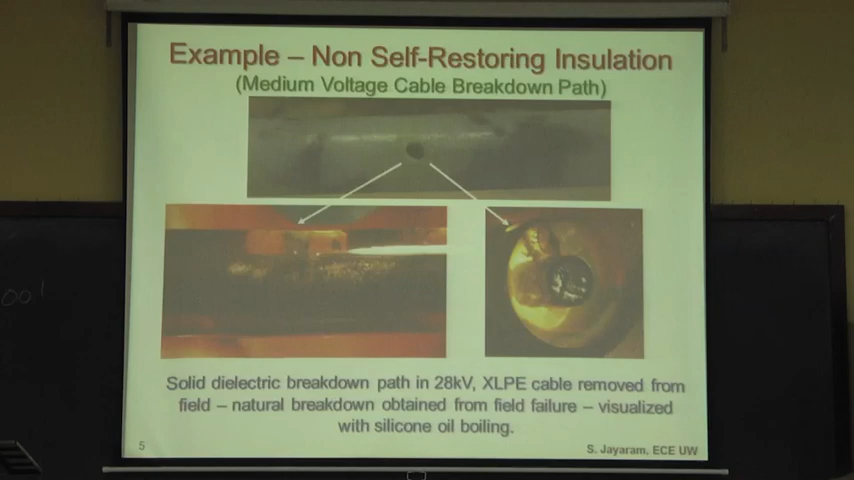 Example – Non Self-Restoring Insulation
(Medium Voltage Cable Breakdown Path)
Solid dielectric breakdown path in 28kV, XLPE cable removed from
field – natural breakdown obtained from field failure – visualized
with silicone oil boiling.
5
S. Jayaram, ECE UW
001